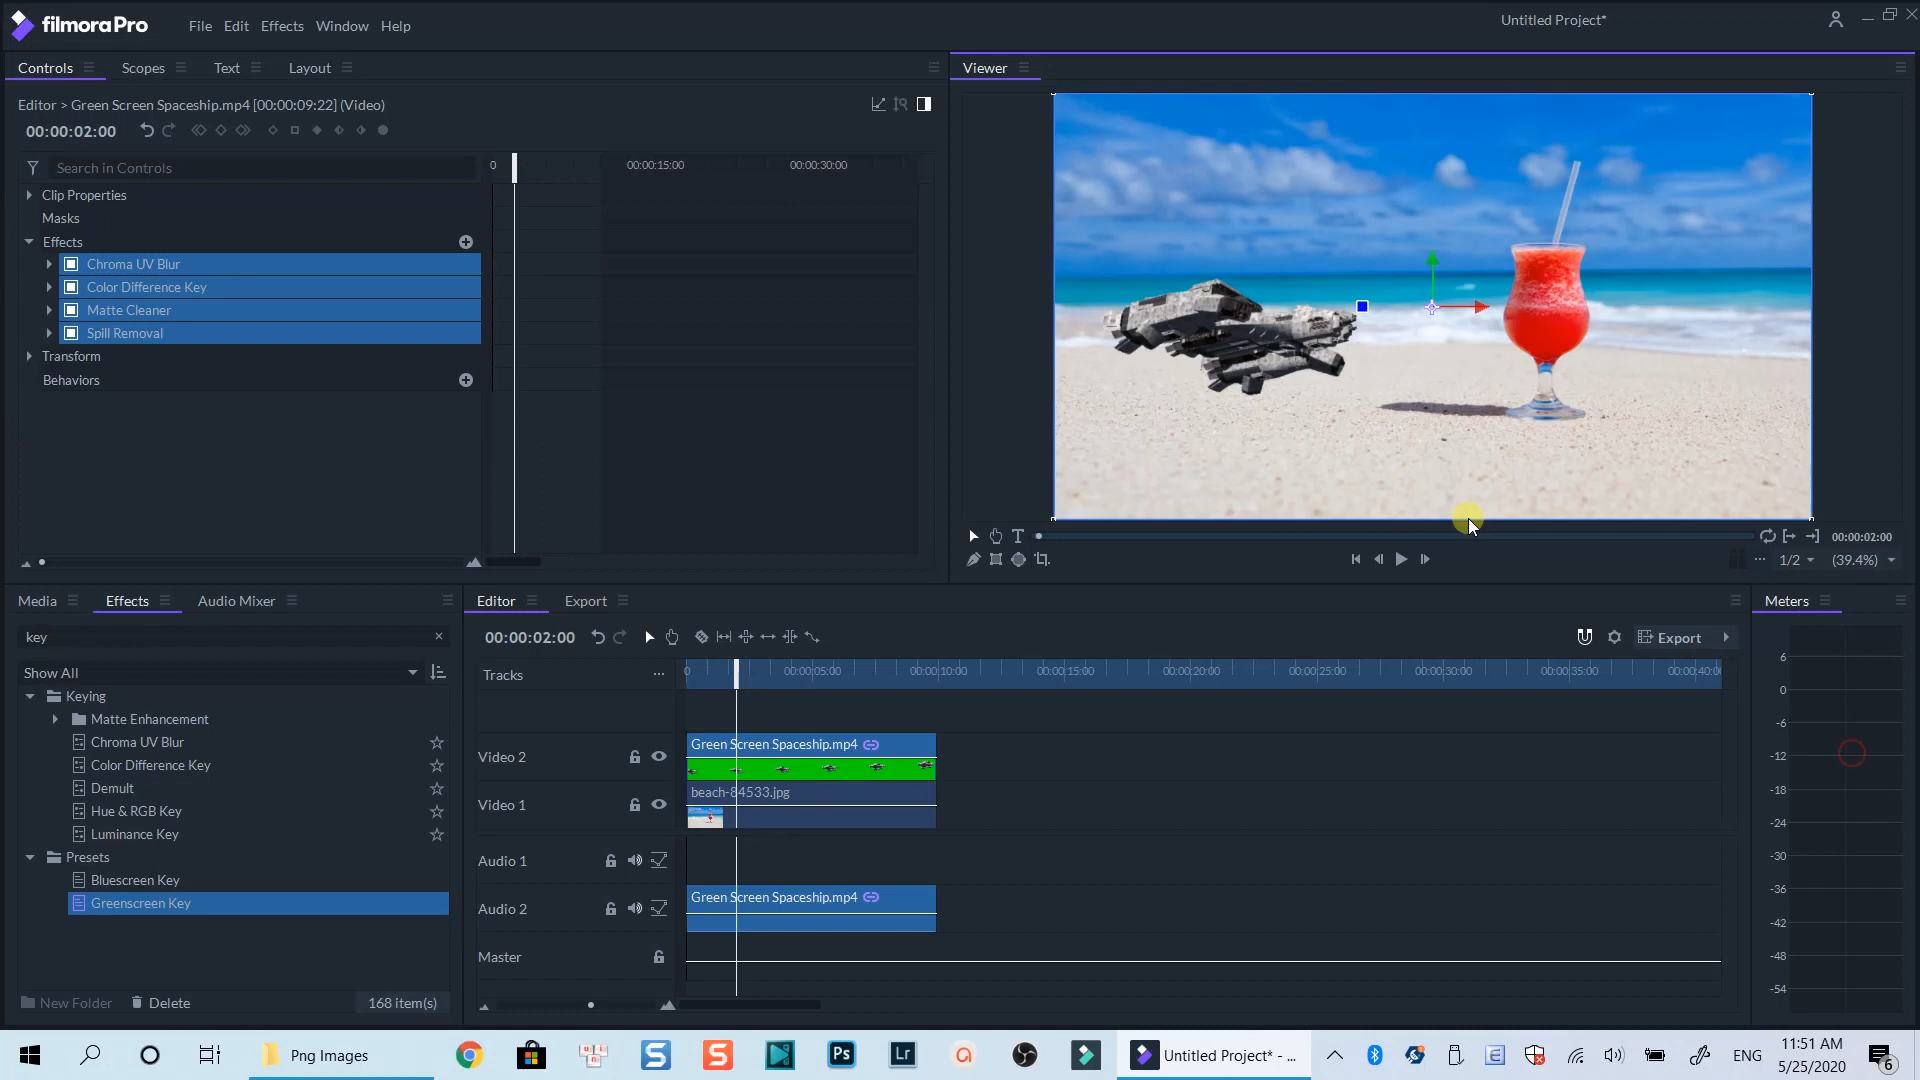 filmoraPro File Edit Effects Window Help Untitled Project*
Controls Scopes Text Layout Viewer
Editor > Green Screen Spaceship.mp4 [00:00:09:22] (Video)
00:00:02:00
Search in Controls 0 00:00:15:00 00:00:30:00
Clip Properties
Masks
Effects
Chroma UV Blur
Color Difference Key
Matte Cleaner
Spill Removal
Transform
Behaviors
T 00:00:02:00
1/2 (39.4%)
Media Effects Audio Mixer Editor Export Meters
key 00:00:02:00 Export
Show All Tracks 0 00:00:05:00 00:00:10:00 00:00:15:00 00:00:20:00 00:00:25:00 00:00:30:00 00:00:35:00 00:00:40:0
Keying
Matte Enhancement
Chroma UV Blur
Color Difference Key
Demult
Hue & RGB Key
Luminance Key
Presets
Bluescreen Key
Greenscreen Key
New Folder Delete 168 item(s)
Video 2 Green Screen Spaceship.mp4
Video 1 beach-84533.jpg
Audio 1
Audio 2 Green Screen Spaceship.mp4
Master
6
0
-6
-12
-18
-24
-30
-36
-42
-48
-54
Png Images S S Ps Lr a Untitled Project* - ... E ENG 11:51 AM
5/25/2020 6